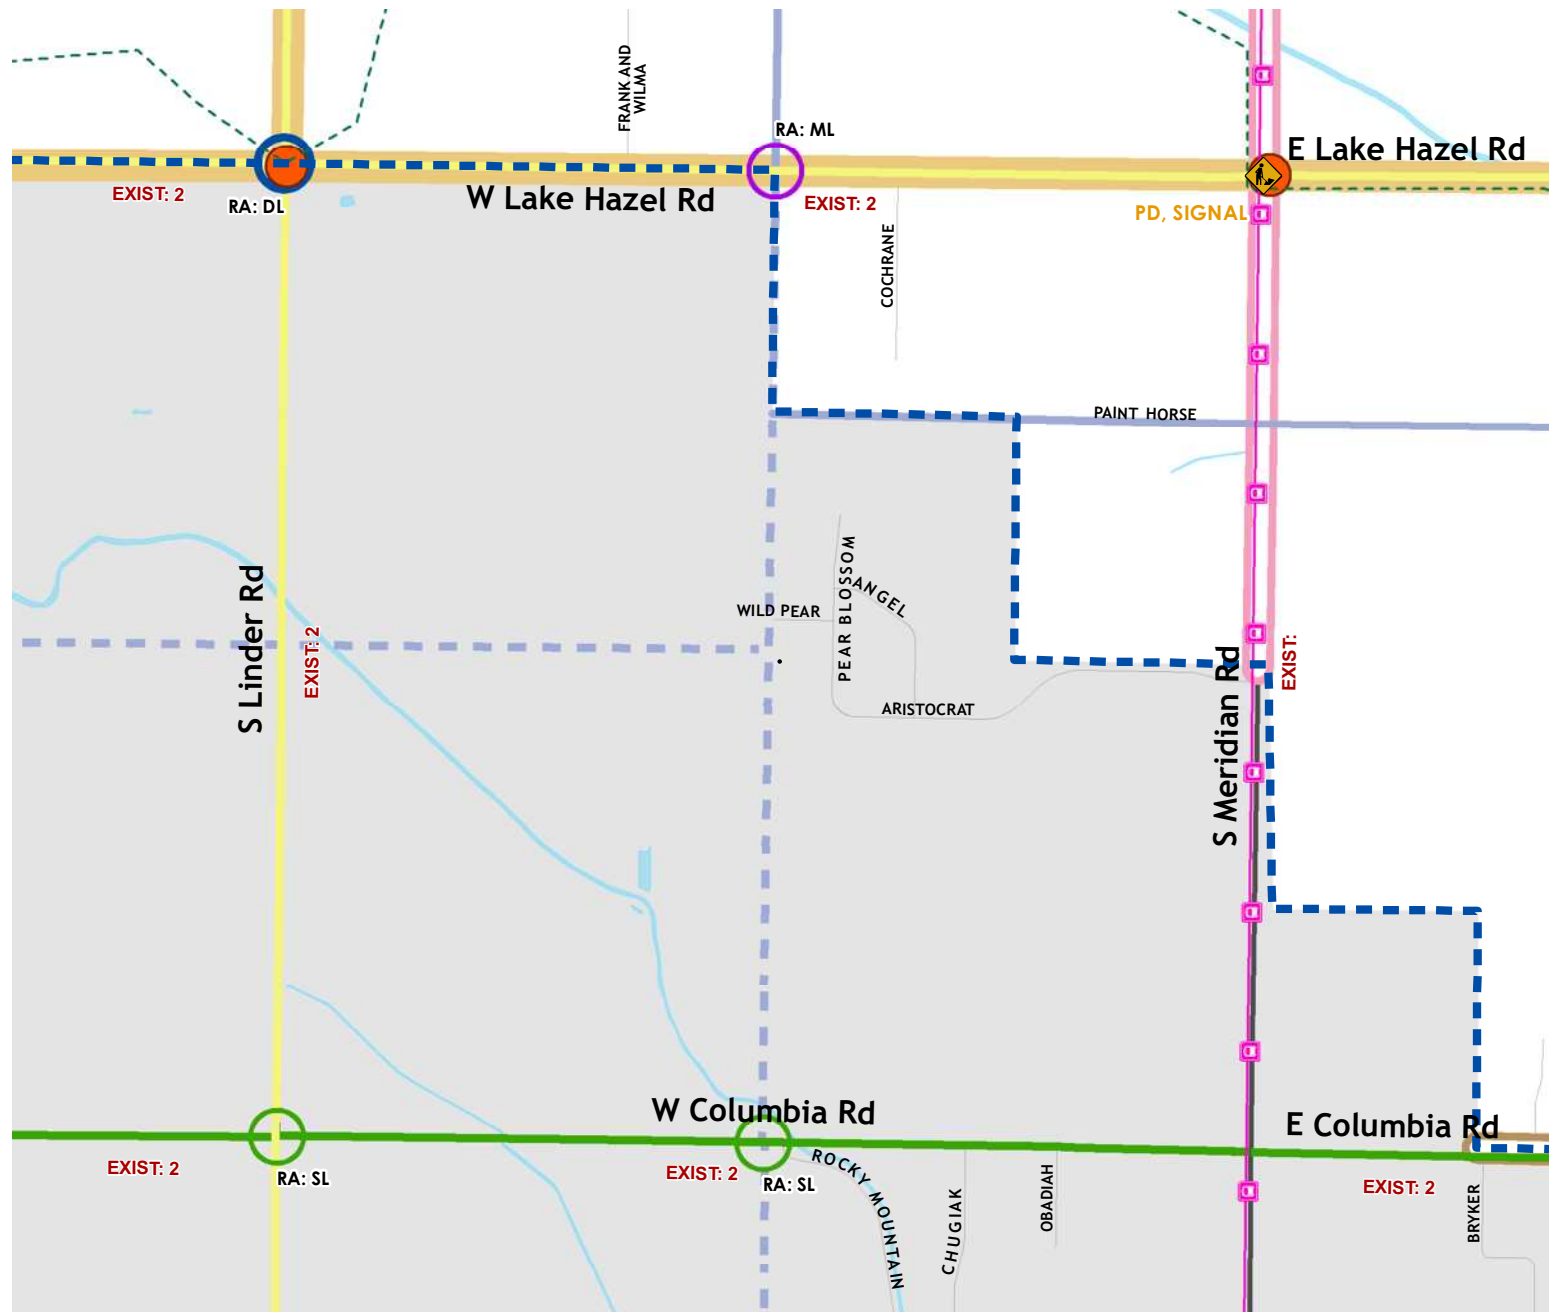 FRANK AND
WILMA
RA: ML
E Lake Hazel Rd
EXIST: 2
RA: DL
W Lake Hazel Rd
EXIST: 2
PD, SIGNAL
COCHRANE
PAINT HORSE
S Linder Rd
EXIST: 2
WILD PEAR
PEAR BLOSSOM
ANGEL
ARISTOCRAT
S Meridian Rd
EXIST:
W Columbia Rd
E Columbia Rd
EXIST: 2
RA: SL
EXIST: 2
RA: SL
ROCKY MOUNTAIN
CHUGIAK
OBADIAH
EXIST: 2
BRYKER